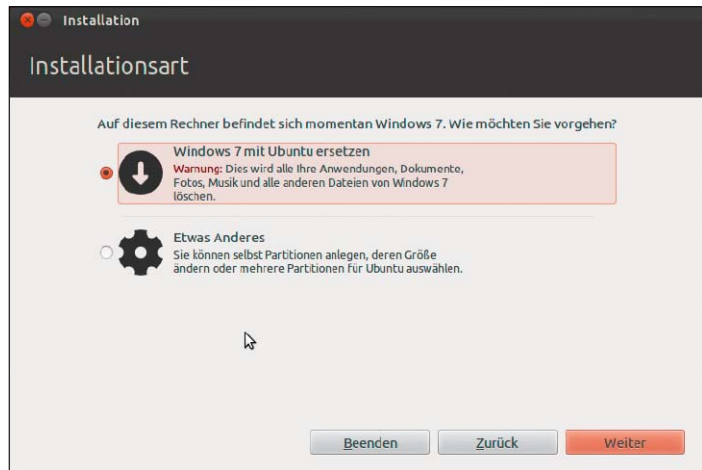 Installation
Installationsart
Auf diesem Rechner befindet sich momentan Windows 7. Wie möchten Sie vorgehen?
Windows 7 mit Ubuntu ersetzen
Warnung: Dies wird alle Ihre Anwendungen, Dokumente,
Fotos, Musik und alle anderen Dateien von Windows 7
löschen.
Etwas Anderes
Sie können selbst Partitionen anlegen, deren Größe
ändern oder mehrere Partitionen für Ubuntu auswählen.
Beenden Zurück Weiter